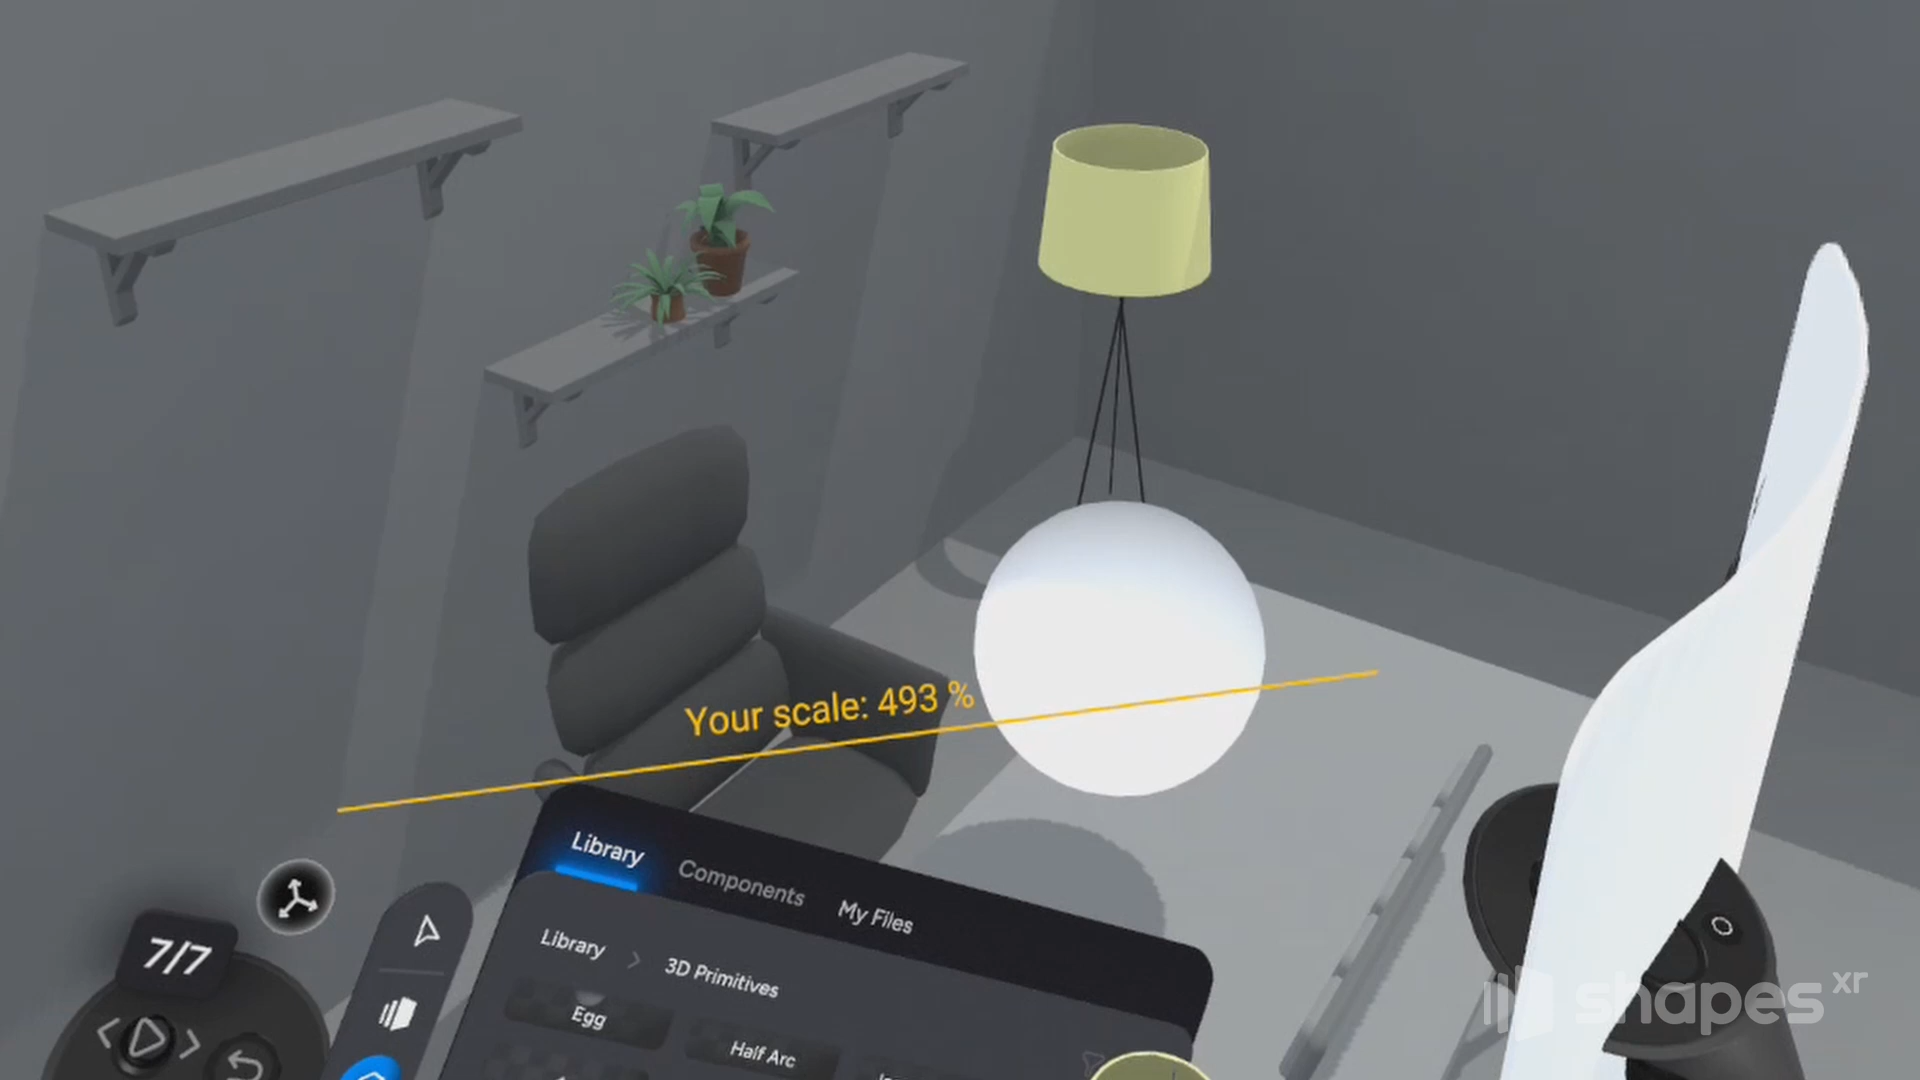 Your scale: 493 %
Library
Components
My Files
Library > 3D Primitives
7/7
Egg
Half Arc
shapes xr